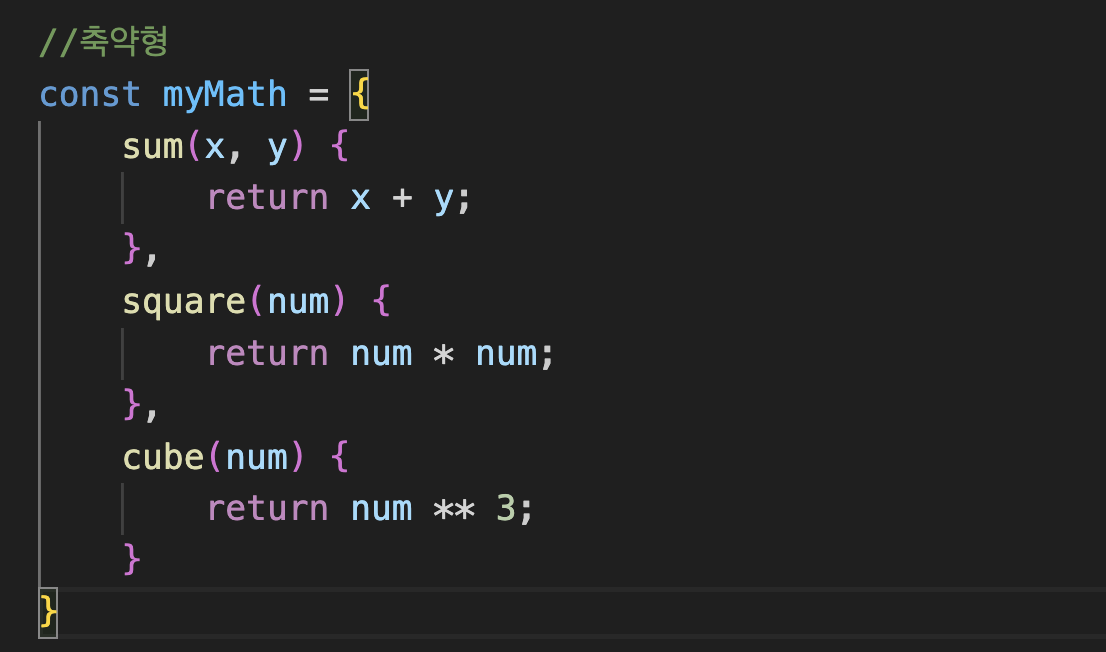 //축약형
const myMath = {
    sum(x, y) {
        return x + y;
    },
    square(num) {
        return num * num;
    },
    cube(num) {
        return num ** 3;
    }
}